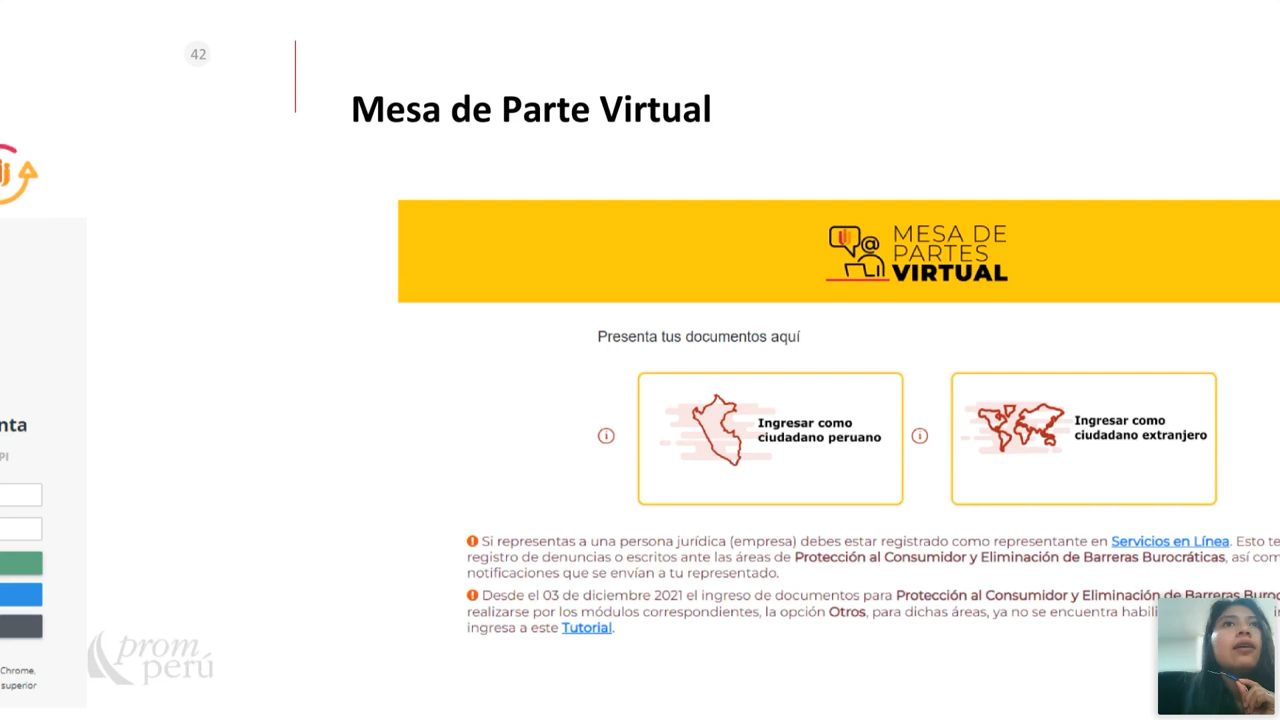 42
Mesa de Parte Virtual
MESA DE
PARTES
VIRTUAL
Presenta tus documentos aquí
Ingresar como
ciudadano peruano
Ingresar como
ciudadano extranjero
Si representas a una persona jurídica (empresa) debes estar registrado como representante en Servicios en Línea. Esto
registro de denuncias o escritos ante las áreas de Protección al Consumidor y Eliminación de Barreras Burocráticas, así
notificaciones que se envían a tu representado.
Desde el 03 de diciembre 2021 el ingreso de documentos para Protección al Consumidor y Eliminación de Barreras
realizarse por los módulos correspondientes, la opción Otros, para dichas áreas, ya no se encuentra
ingresa a este Tutorial.
Chrome,
superior
prom
perú